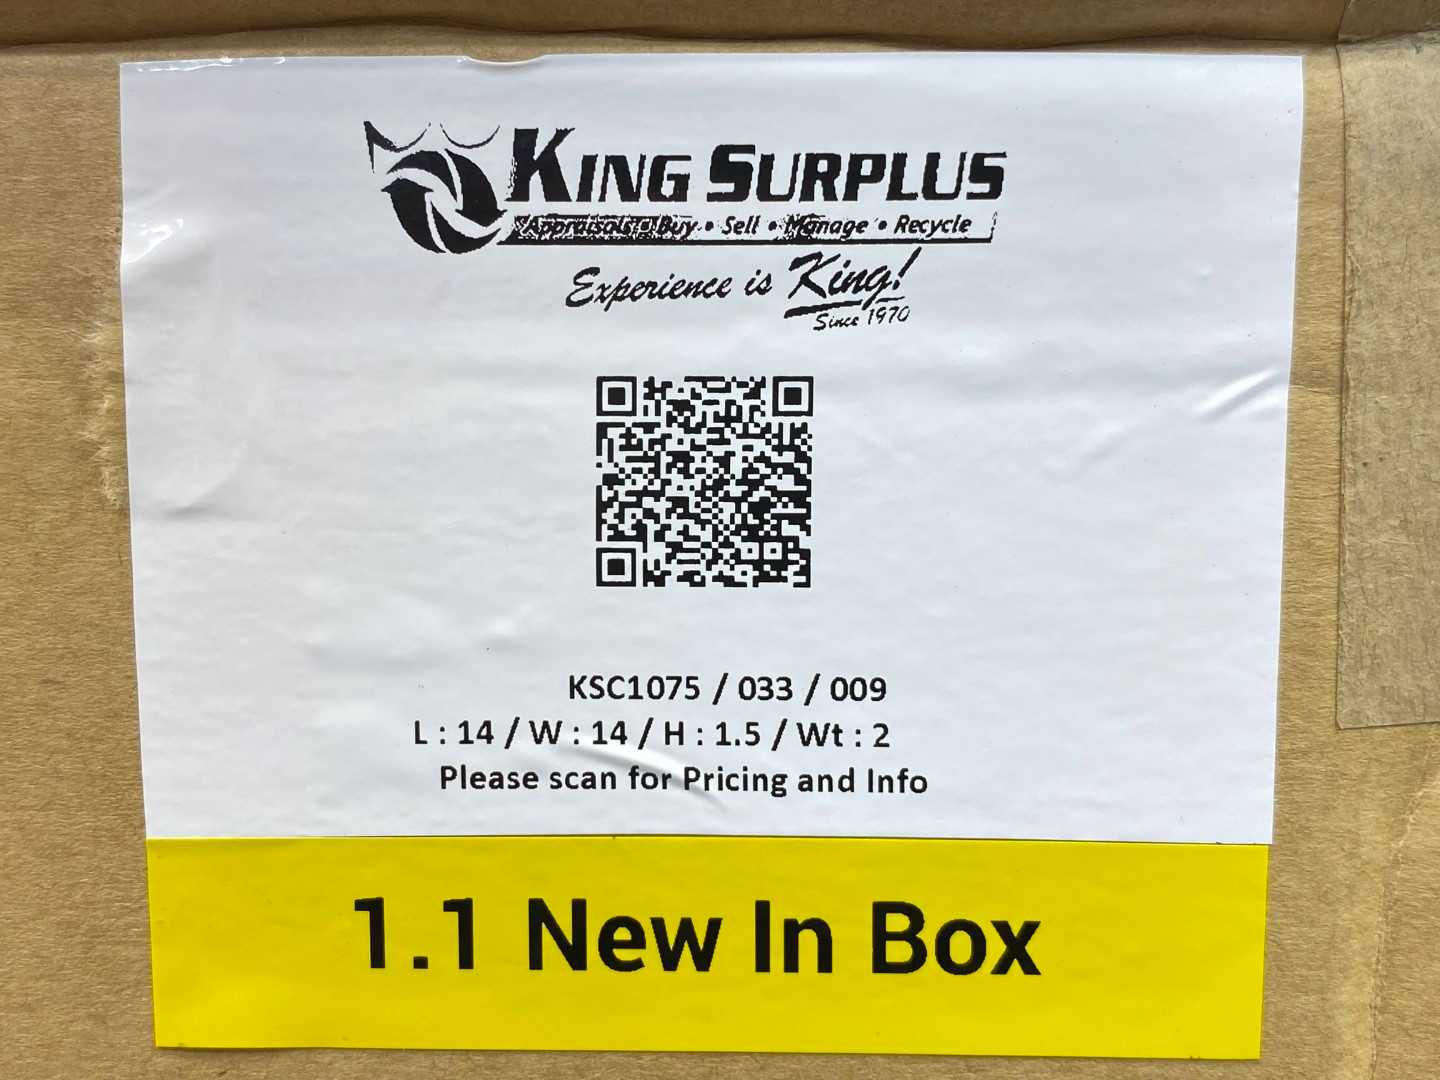 KING SURPLUS
Appraisals • Buy • Sell • Manage • Recycle
Experience is King!
Since 1970
KSC1075 / 033 / 009
L : 14 / W : 14 / H : 1.5 / Wt : 2
Please scan for Pricing and Info
1.1 New In Box